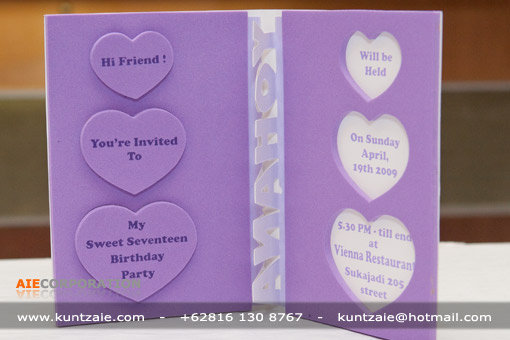 Hi Friend !
You're Invited
To
My
Sweet Seventeen
Birthday
Party
Will be
Held
On Sunday
April,
19th 2009
5.30 PM - till end
at
Vienna Restaurant
Sukajadi 205
street
AIECORPORATION
www.kuntzaie.com - +62816 130 8767 - kuntzaie@hotmail.com